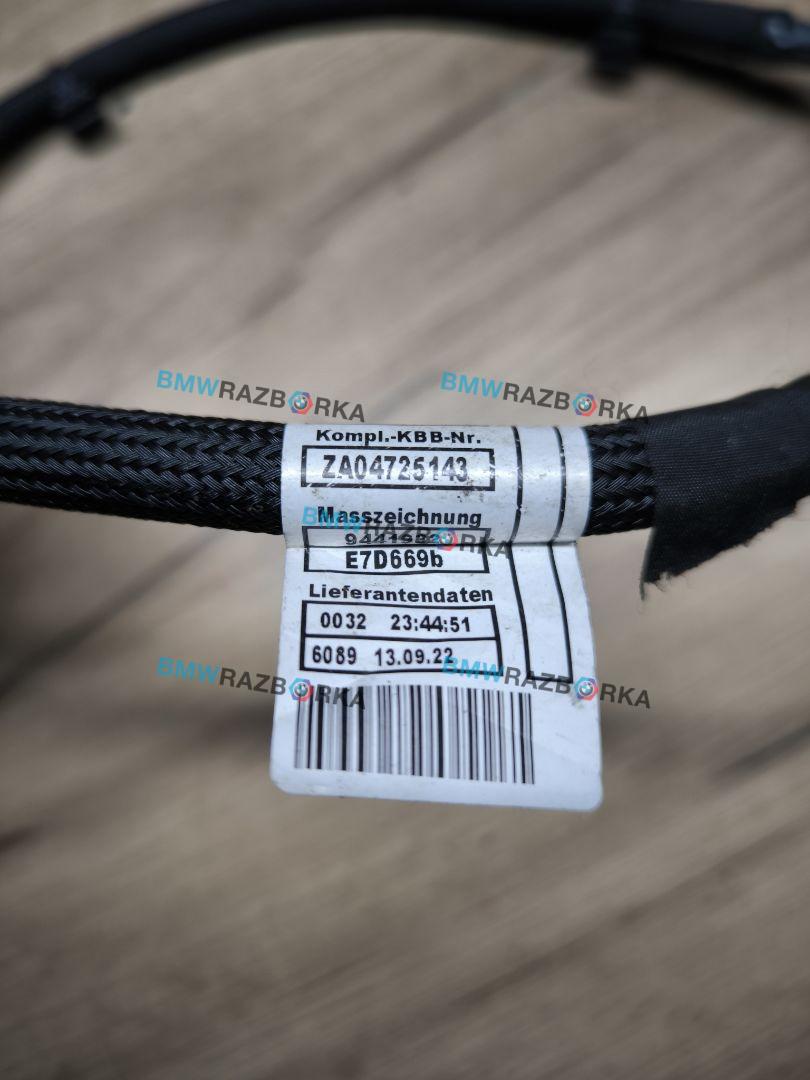 BMWRAZBORKA
BMWRAZBORKA
Kompl.-KBB-Nr.
ZA04725143
Masszeichnung
BMWRAZBORKA
E7D669b
Lieferantendaten
0032 23:44:51
6089 13.09.22
BMWRAZBORKA
BMWRAZBORKA